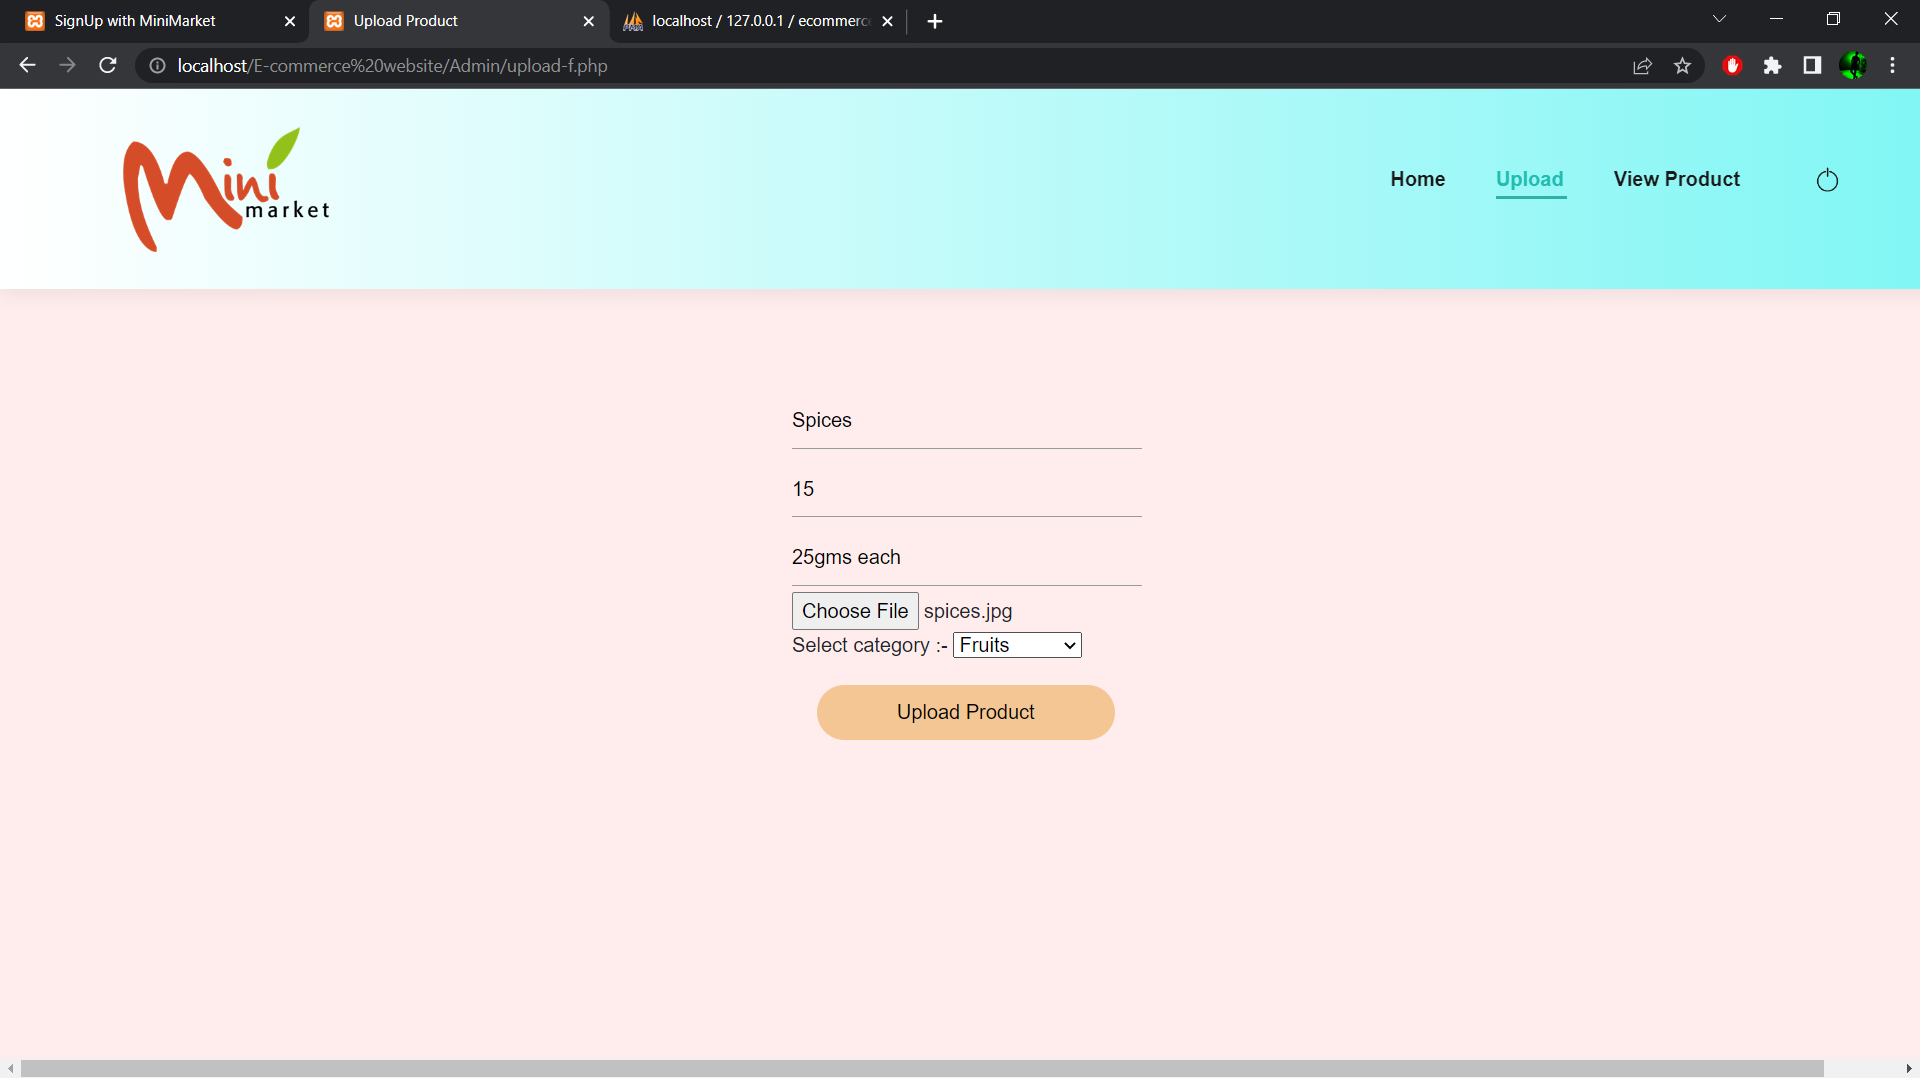 SignUp with MiniMarket
Upload Product
localhost / 127.0.0.1 / ecommerce
localhost/E-commerce%20website/Admin/upload-f.php
Mini
market
Home
Upload
View Product
Spices
15
25gms each
Choose File spices.jpg
Select category :- Fruits
Upload Product